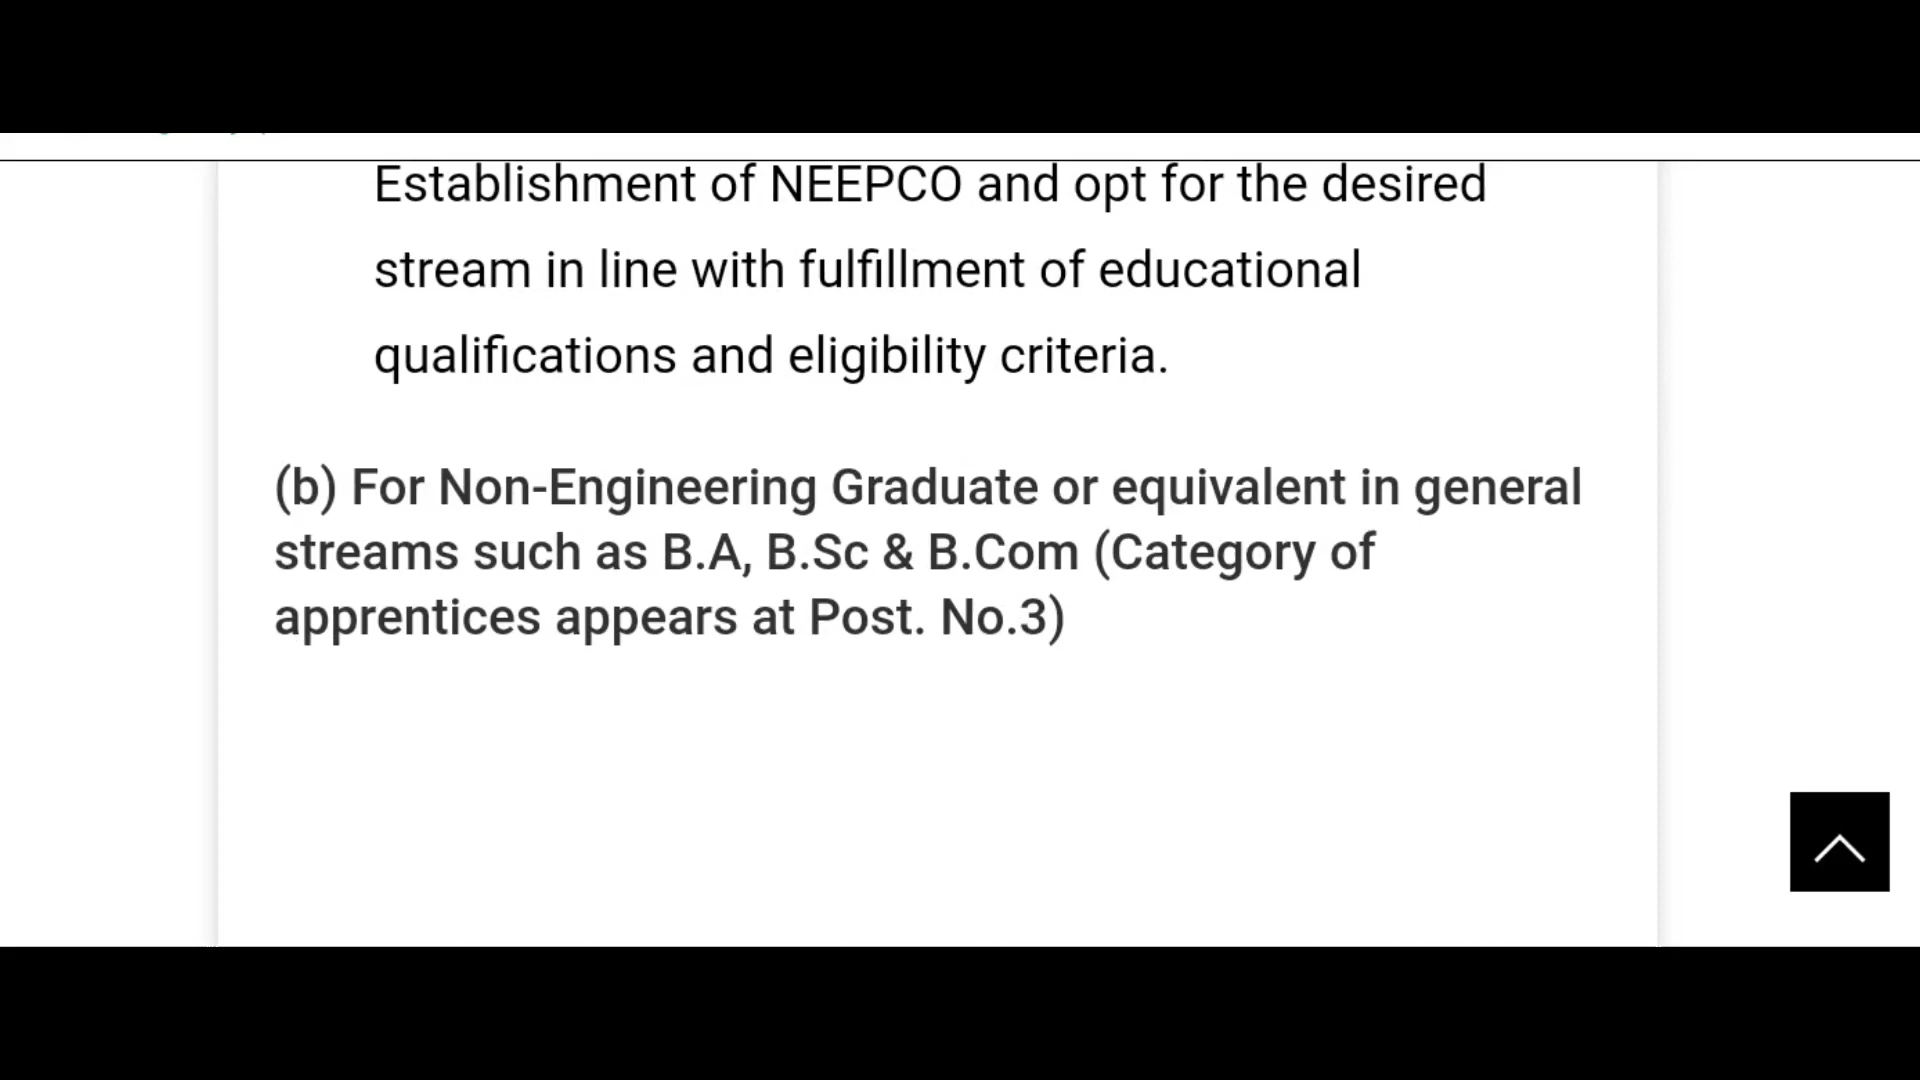 Establishment of NEEPCO and opt for the desired
stream in line with fulfillment of educational
qualifications and eligibility criteria.
(b) For Non-Engineering Graduate or equivalent in general
streams such as B.A, B.Sc & B.Com (Category of
apprentices appears at Post. No.3)